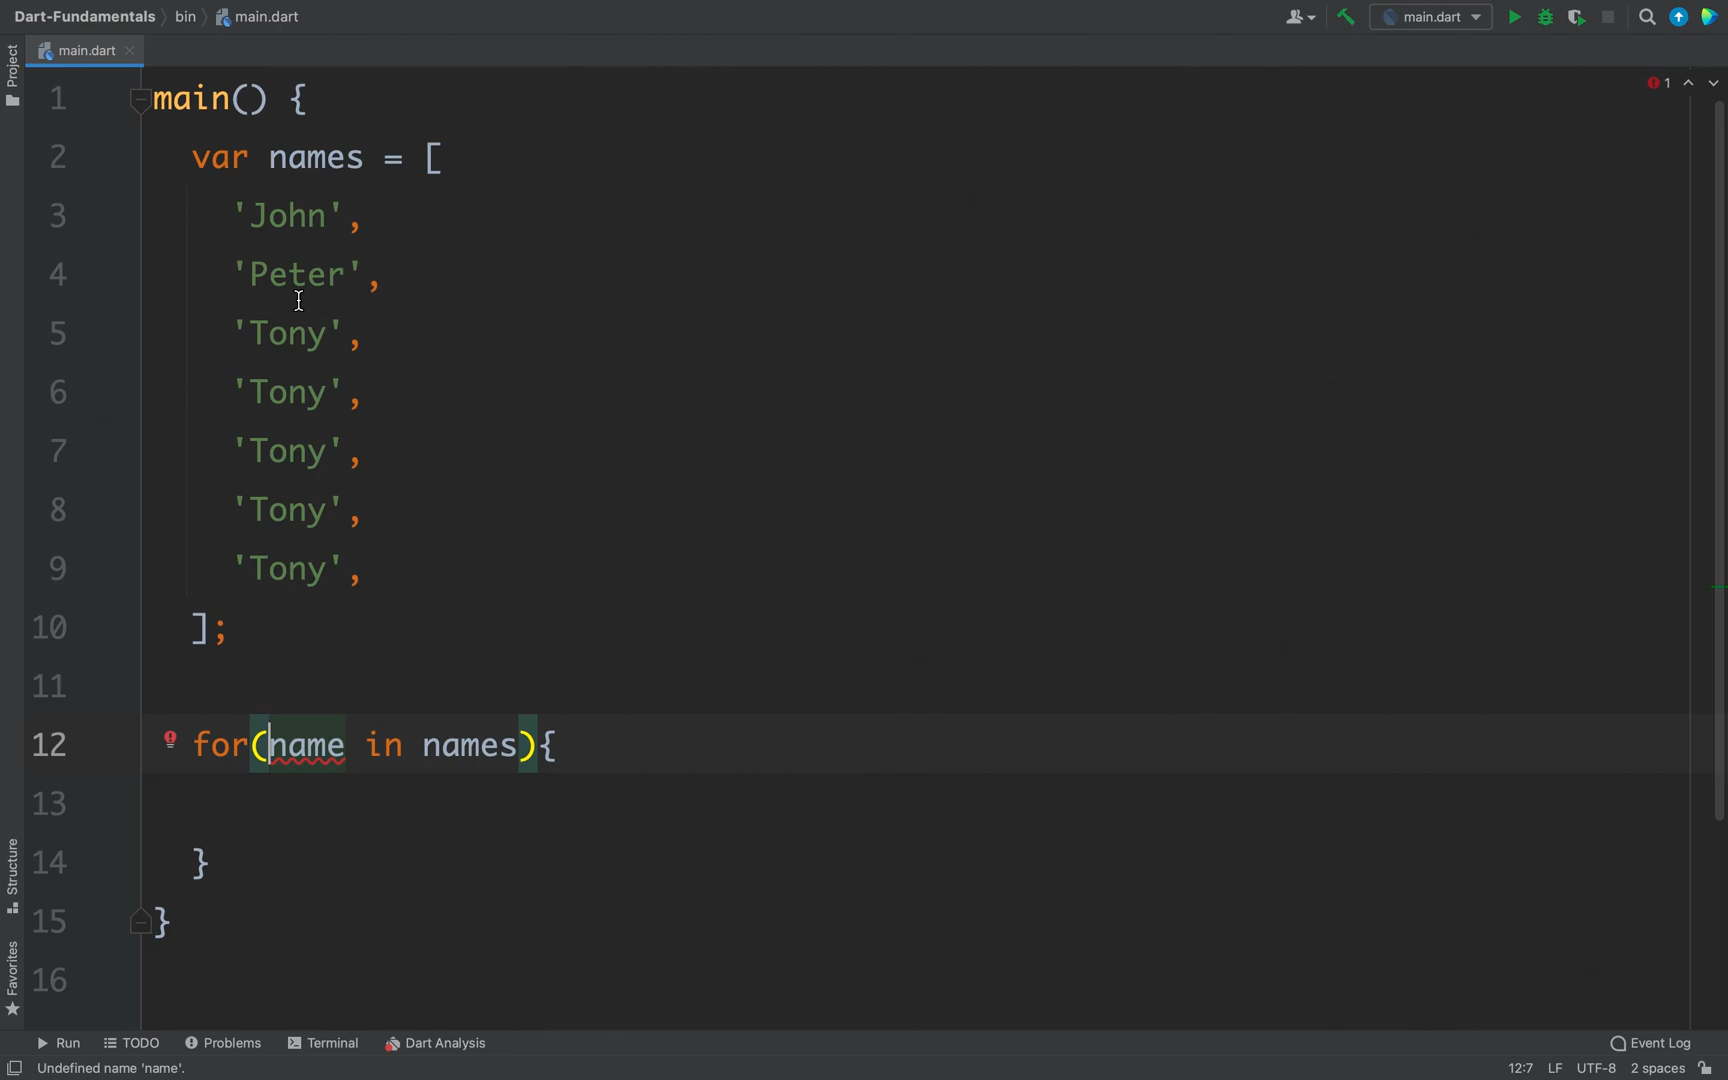 Dart-Fundamentals bin main.dart main.dart
Project
main.dart
1
1 main() {
2 var names = [
3 'John',
4 'Peter',
5 'Tony',
6 'Tony',
7 'Tony',
8 'Tony',
9 'Tony',
10 ];
11
12 for(name in names){
13
14 }
15 }
16
Structure
Favorites
Run TODO Problems Terminal Dart Analysis Event Log
Undefined name 'name'. 12:7 LF UTF-8 2 spaces